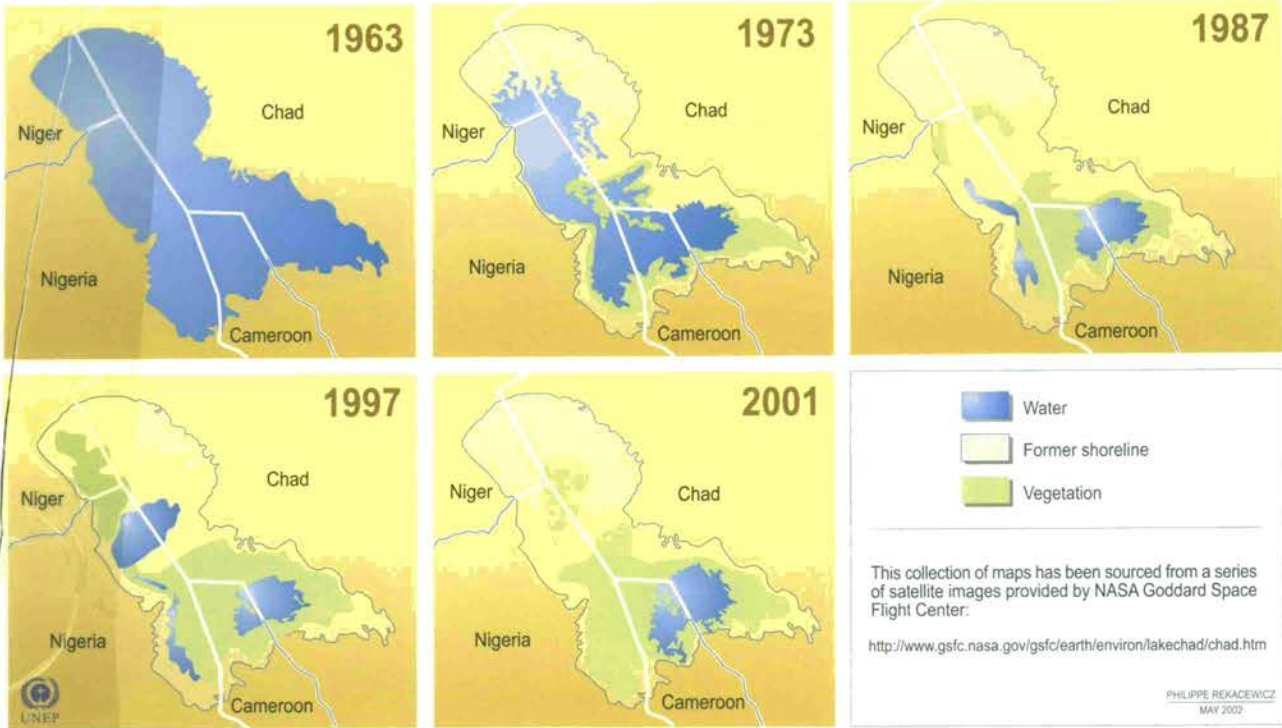 1963
Chad
Niger
Nigeria
Cameroon
1973
Chad
Niger
Nigeria
Cameroon
1987
Chad
Niger
Nigeria
Cameroon
1997
Chad
Niger
Nigeria
Cameroon
UNEP
2001
Chad
Niger
Nigeria
Cameroon
Water
Former shoreline
Vegetation
This collection of maps has been sourced from a series
of satellite images provided by NASA Goddard Space
Flight Center:
http://www.gsfc.nasa.gov/gsfc/earth/environ/lakechad/chad.htm
PHILIPPE REKACEWICZ
MAY 2002